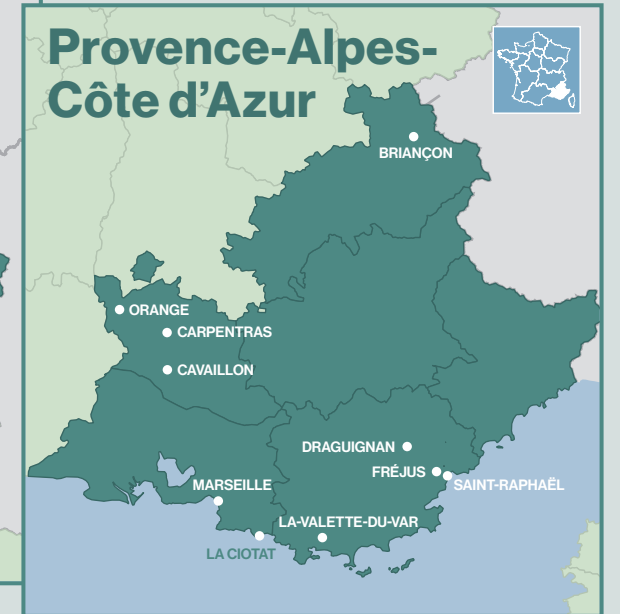 Provence-Alpes-
Côte d’Azur
BRIANÇON
ORANGE
CARPENTRAS
CAVAILLON
DRAGUIGNAN
FRÉJUS
SAINT-RAPHAËL
MARSEILLE
LA-VALETTE-DU-VAR
LA CIOTAT